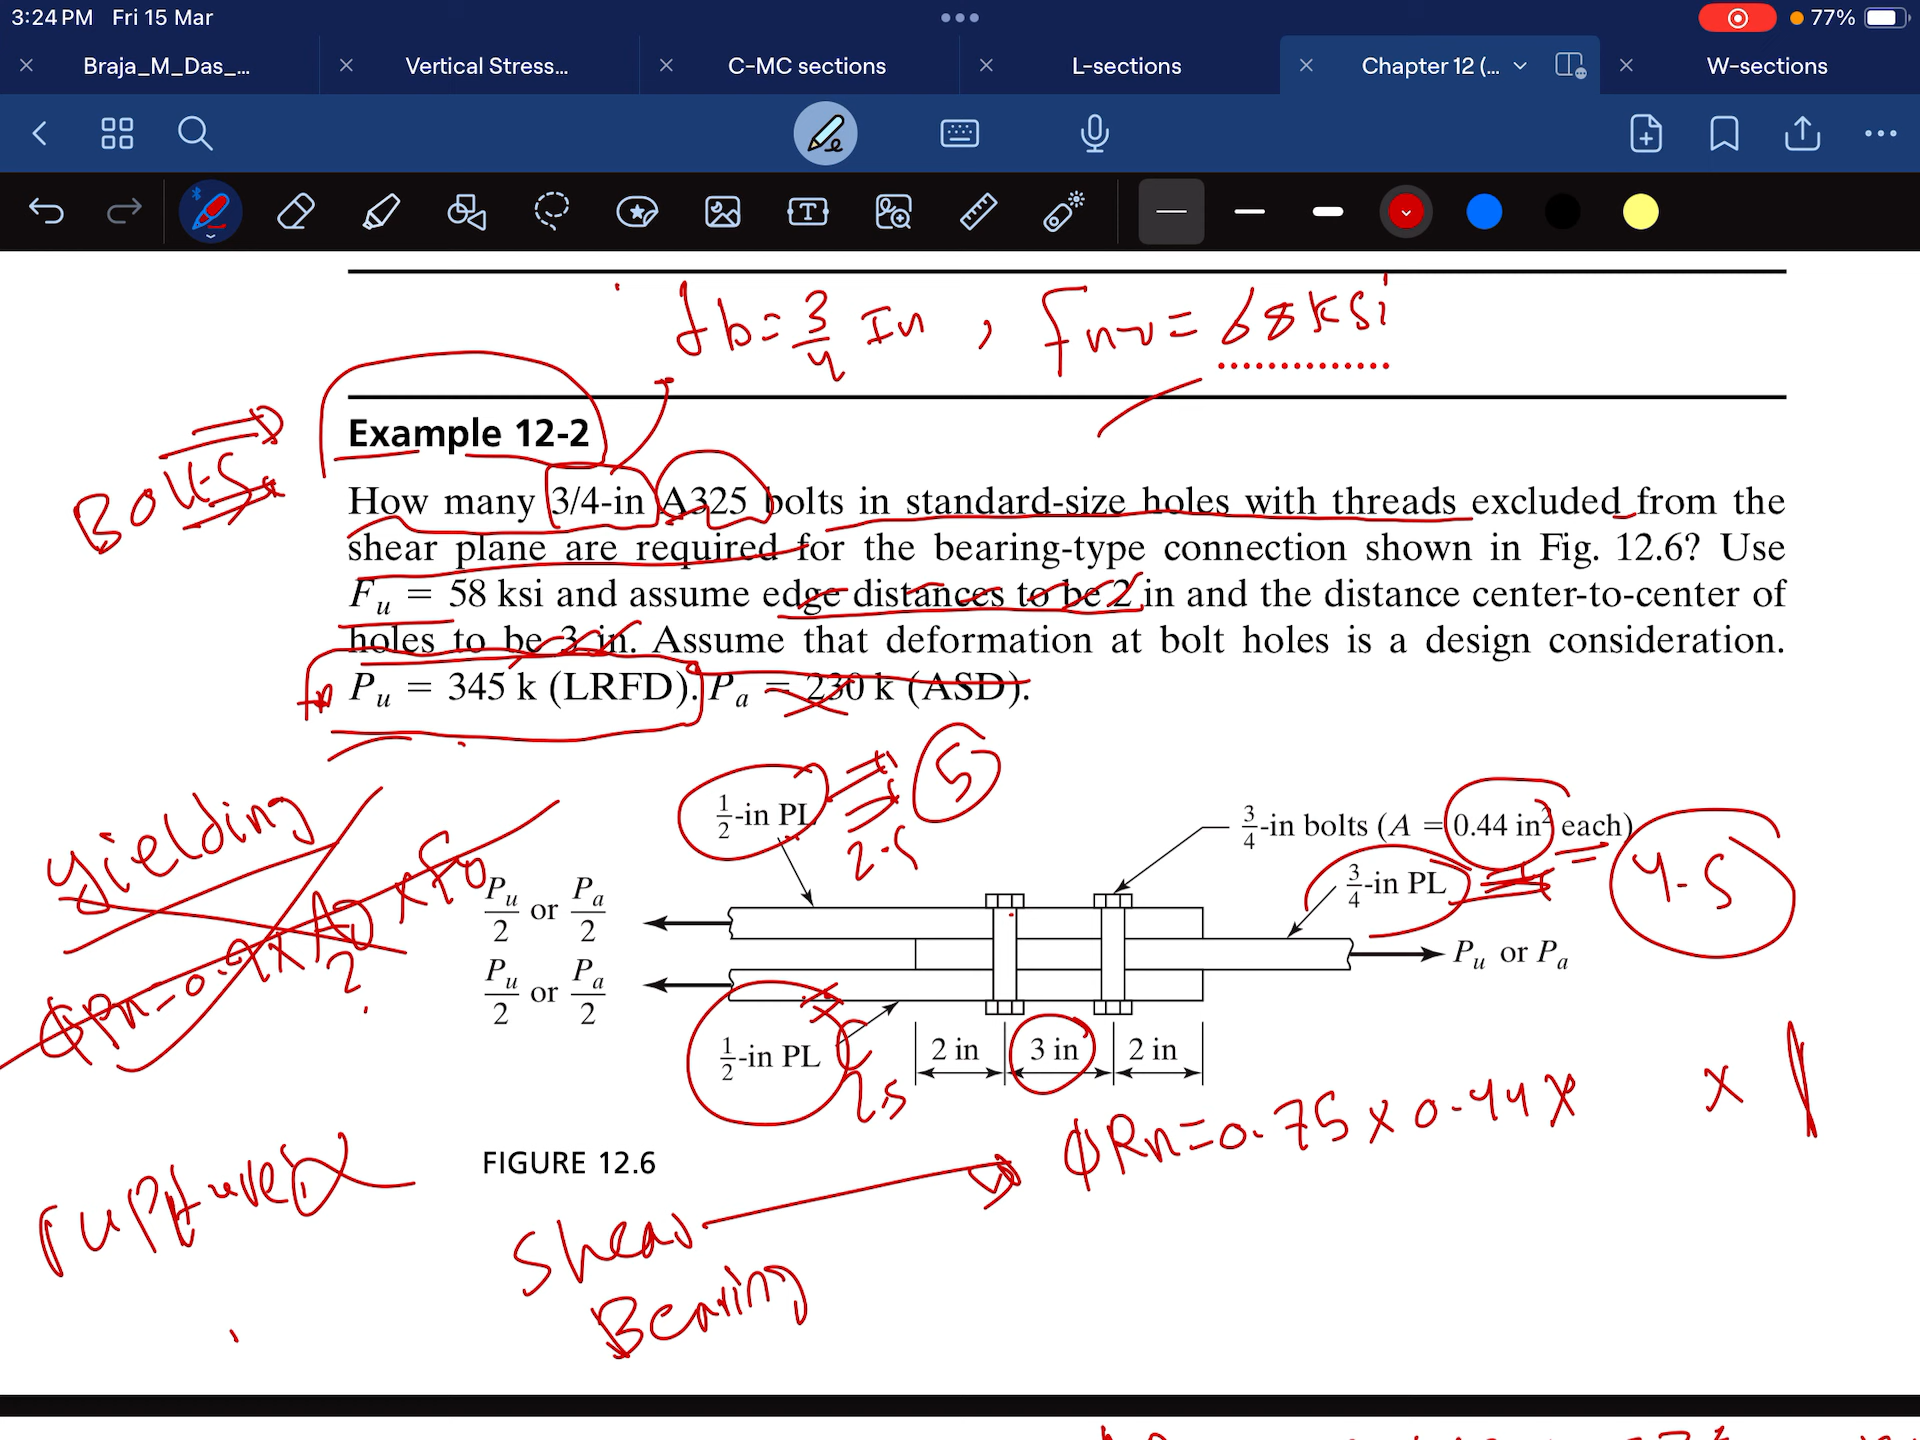 3:24 PM Fri 15 Mar
77%
Braja_M_Das_...
Vertical Stress...
C-MC sections
L-sections
Chapter 12 (...
W-sections
db = 3/4 In , Fnv = 68 ksi
Example 12-2
Bolts
How many 3/4-in A325 bolts in standard-size holes with threads excluded from the
shear plane are required for the bearing-type connection shown in Fig. 12.6? Use
Fu = 58 ksi and assume edge distances to be 2 in and the distance center-to-center of
holes to be 3 in. Assume that deformation at bolt holes is a design consideration.
Pu = 345 k (LRFD). Pa = 230 k (ASD).
5
1/2-in PL
2.5
3/4-in bolts (A = 0.44 in² each)
3/4-in PL
4.5
Yielding
Pu/2 or Pa/2
Pu/2 or Pa/2
Pu or Pa
1/2-in PL
2.5
2 in
3 in
2 in
ϕRn = 0.75 x 0.44 x x
FIGURE 12.6
rupture
Shear
Bearing